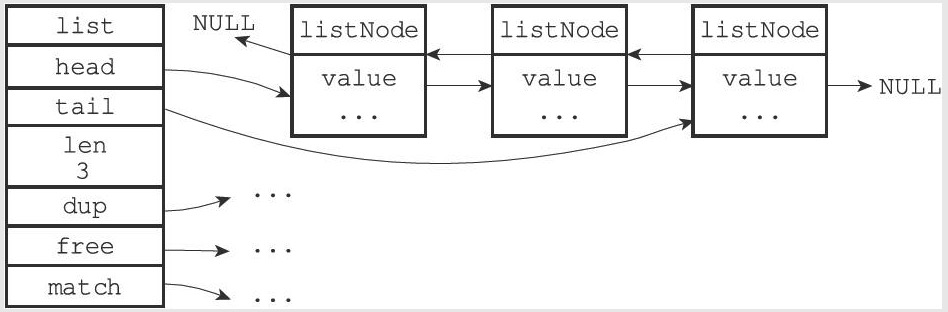 list
head
tail
len
3
dup
free
match
NULL
listNode
value
...
listNode
value
...
listNode
value
...
NULL
...
...
...